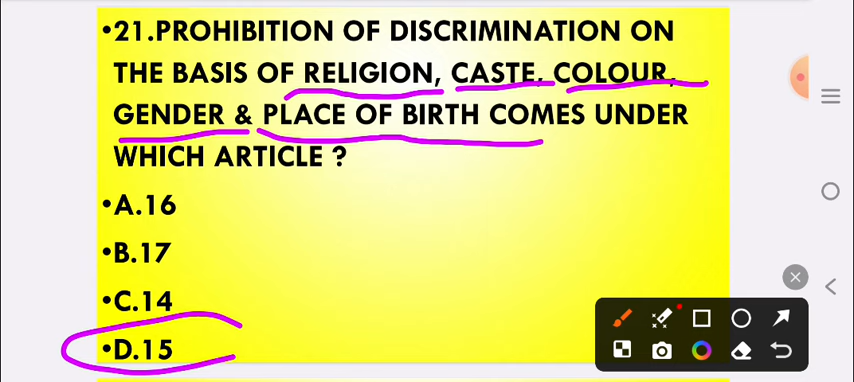 •21.PROHIBITION OF DISCRIMINATION ON
THE BASIS OF RELIGION, CASTE, COLOUR,
GENDER & PLACE OF BIRTH COMES UNDER
WHICH ARTICLE ?
•A.16
•B.17
•C.14
•D.15